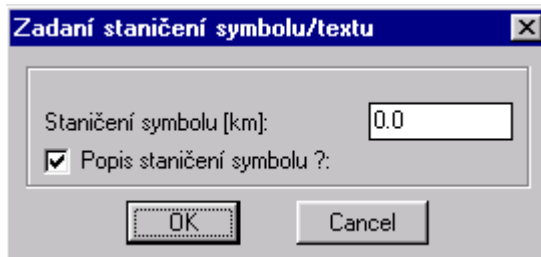 Zadaní staničení symbolu/textu
Staničení symbolu [km]: 0.0
Popis staničení symbolu ?:
OK Cancel